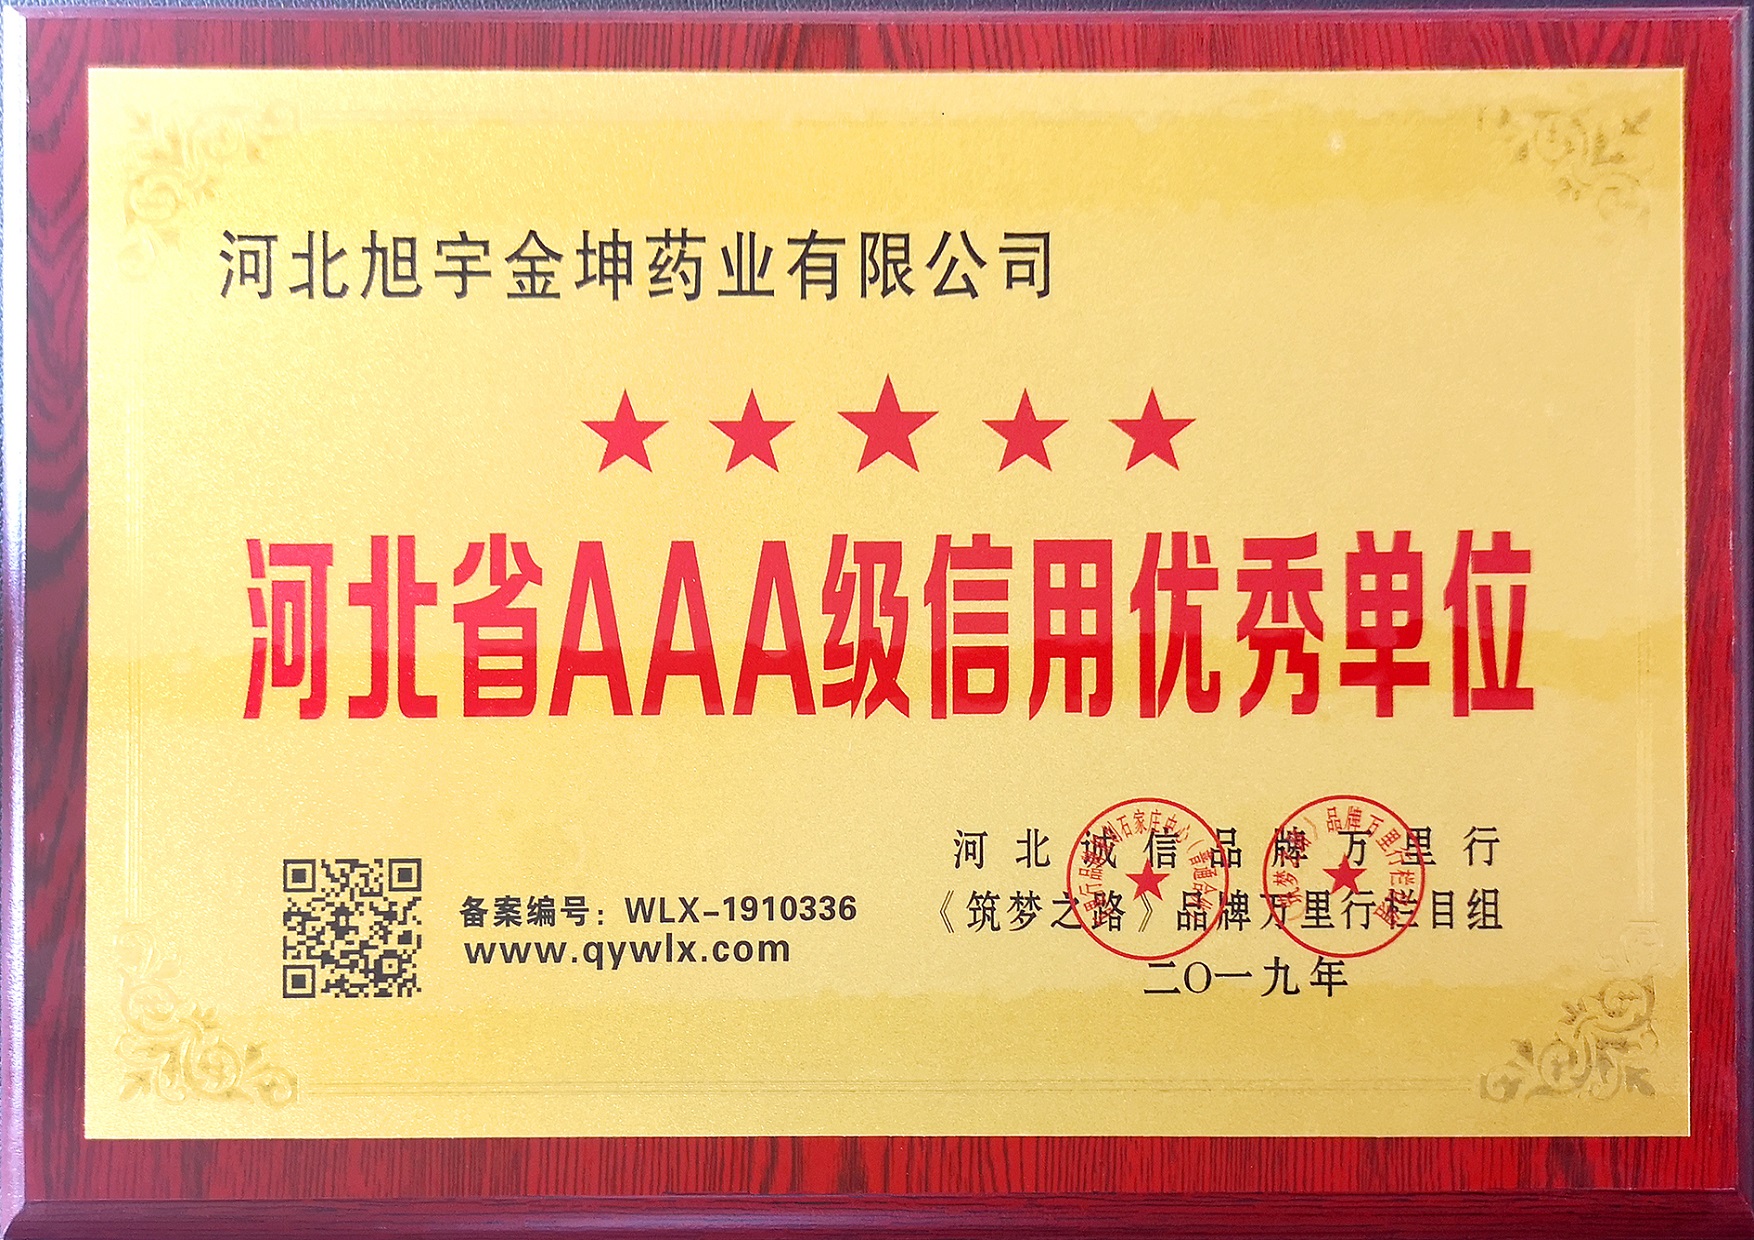 河北旭宇金坤药业有限公司
河北省AAA级信用优秀单位
备案编号：WLX-1910336
www.qywlx.com
河北诚信品牌万里行
《筑梦之路》品牌万里行栏目组
二〇一九年